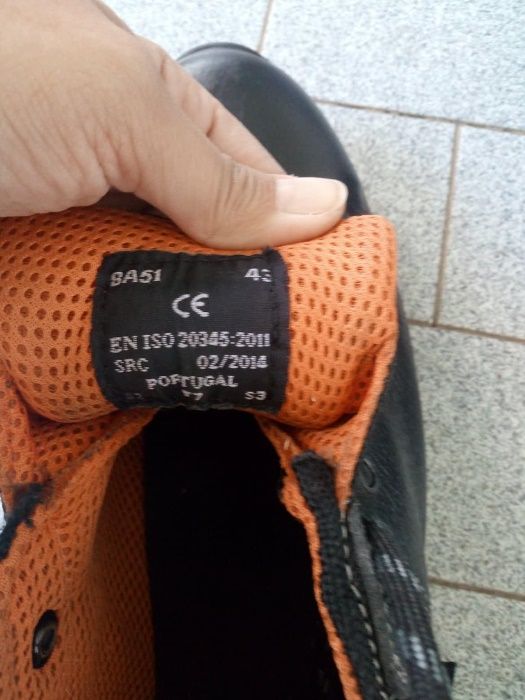 BA51 43
CE
EN ISO 20345:2011
SRC 02/2014
PORTUGAL
S3